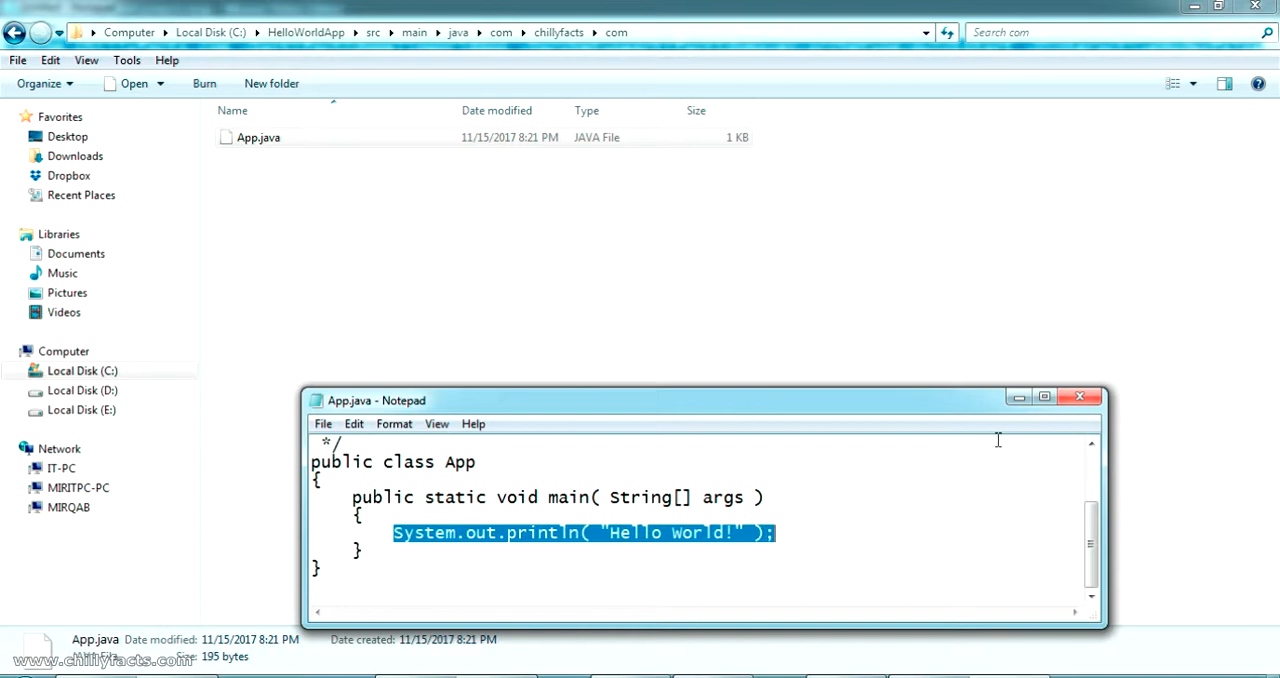 Computer Local Disk (C:) HelloWorldApp src main java com chillyfacts com Search com
File Edit View Tools Help
Organize Open Burn New folder
Name Date modified Type Size
App.java 11/15/2017 8:21 PM JAVA File 1 KB
Favorites
Desktop
Downloads
Dropbox
Recent Places
Libraries
Documents
Music
Pictures
Videos
Computer
Local Disk (C:)
Local Disk (D:)
Local Disk (E:)
Network
IT-PC
MIRITPC-PC
MIRQAB
App.java - Notepad
File Edit Format View Help
*/
public class App
{
public static void main( String[] args )
{
System.out.println( "Hello World!" );
}
}
App.java Date modified: 11/15/2017 8:21 PM Date created: 11/15/2017 8:21 PM
JAVA File Size: 195 bytes
www.chillyfacts.com